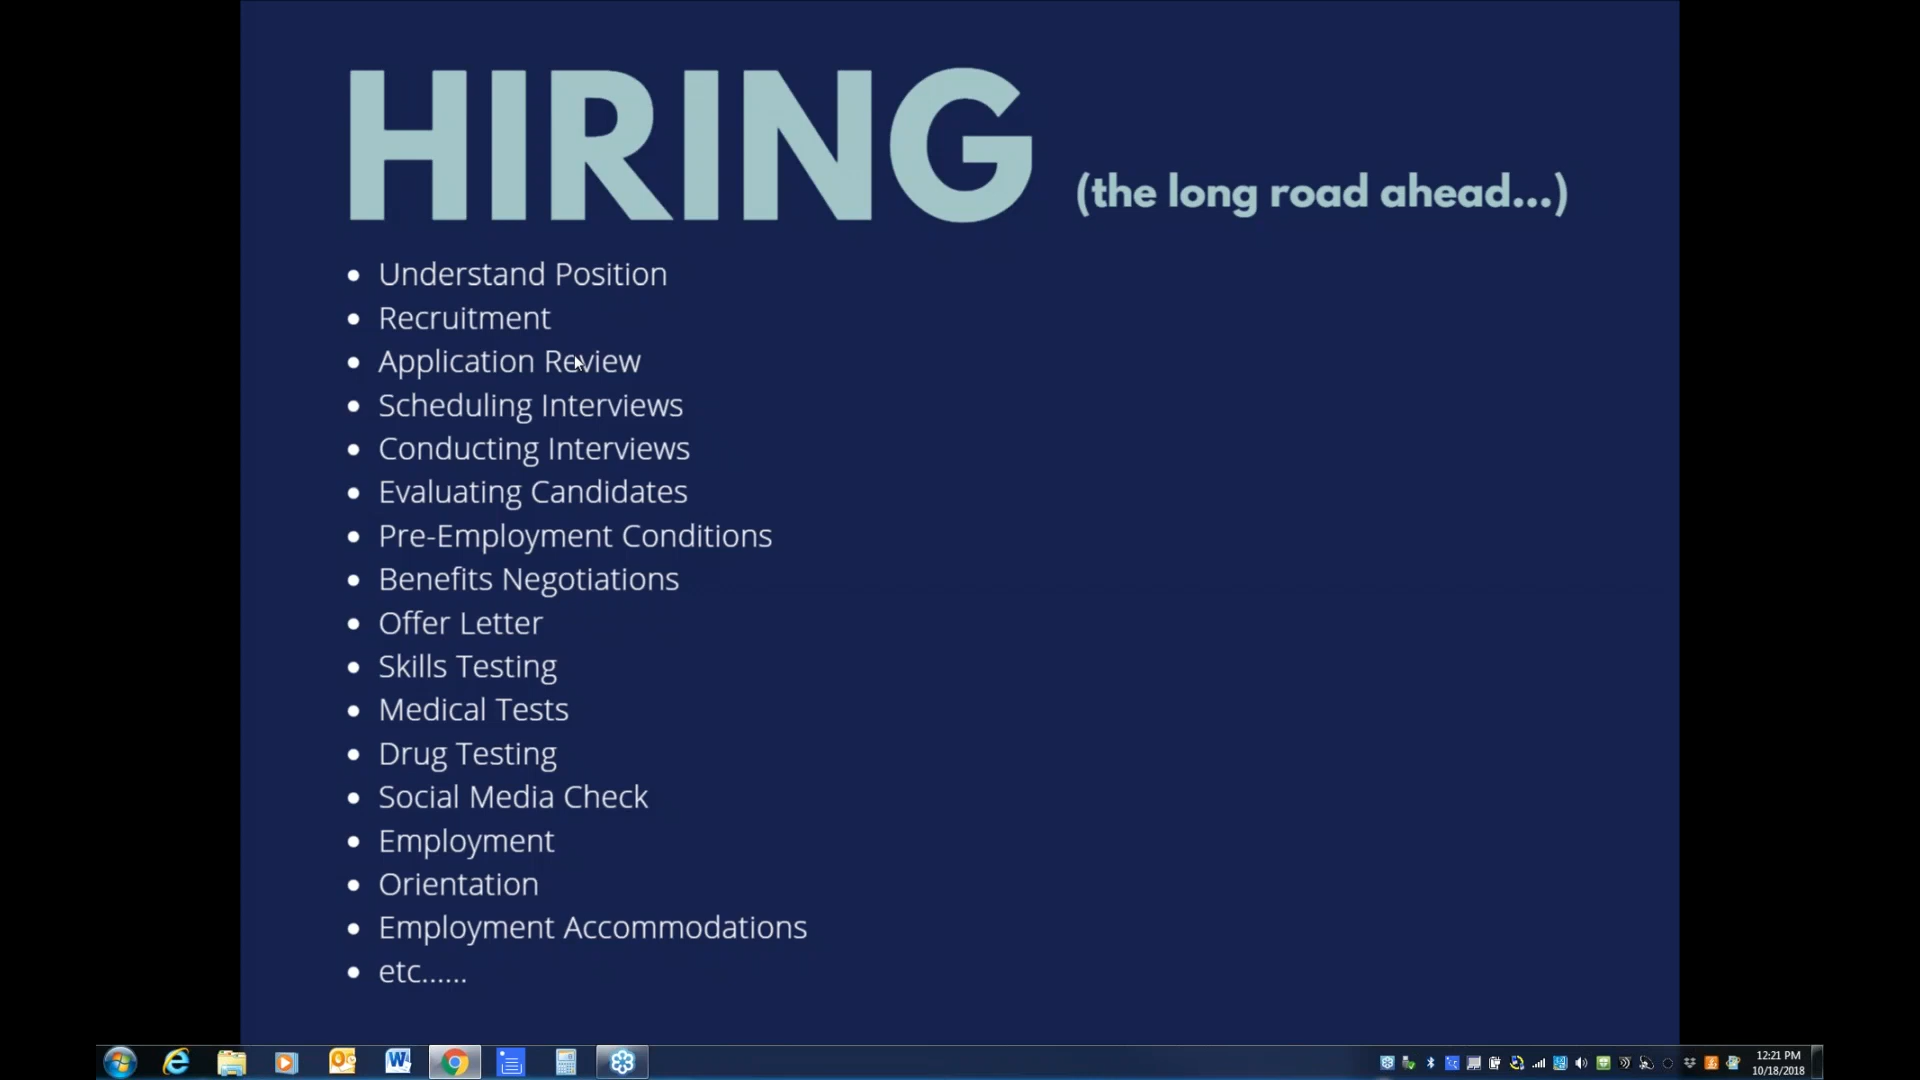 HIRING (the long road ahead...)
• Understand Position
• Recruitment
• Application Review
• Scheduling Interviews
• Conducting Interviews
• Evaluating Candidates
• Pre-Employment Conditions
• Benefits Negotiations
• Offer Letter
• Skills Testing
• Medical Tests
• Drug Testing
• Social Media Check
• Employment
• Orientation
• Employment Accommodations
• etc......
12:21 PM
10/18/2018